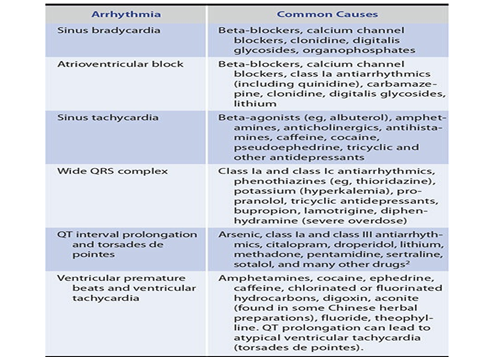 Arrhythmia
Common Causes
Sinus bradycardia
Beta-blockers, calcium channel
blockers, clonidine, digitalis
glycosides, organophosphates
Atrioventricular block
Beta-blockers, calcium channel
blockers, class Ia antiarrhythmics
(including quinidine), carbamaze-
pine, clonidine, digitalis glycosides,
lithium
Sinus tachycardia
Beta-agonists (eg, albuterol), amphet-
amines, anticholinergics, antihista-
mines, caffeine, cocaine,
pseudoephedrine, tricyclic and
other antidepressants
Wide QRS complex
Class Ia and class Ic antiarrhythmics,
phenothiazines (eg, thioridazine),
potassium (hyperkalemia), pro-
pranolol, tricyclic antidepressants,
bupropion, lamotrigine, diphen-
hydramine (severe overdose)
QT interval prolongation
and torsades de
pointes
Arsenic, class Ia and class III antiarrhyth-
mics, citalopram, droperidol, lithium,
methadone, pentamidine, sertraline,
sotalol, and many other drugs²
Ventricular premature
beats and ventricular
tachycardia
Amphetamines, cocaine, ephedrine,
caffeine, chlorinated or fluorinated
hydrocarbons, digoxin, aconite
(found in some Chinese herbal
preparations), fluoride, theophyl-
line. QT prolongation can lead to
atypical ventricular tachycardia
(torsades de pointes).